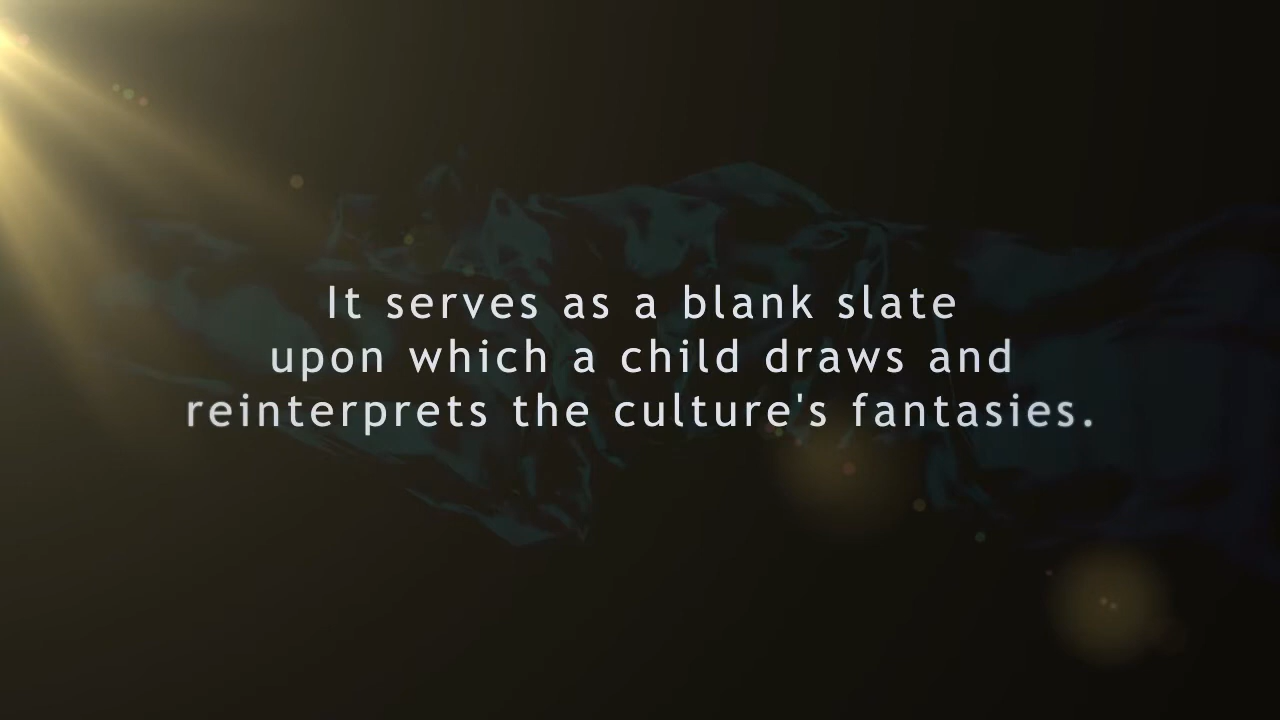 It serves as a blank slate
upon which a child draws and
reinterprets the culture's fantasies.